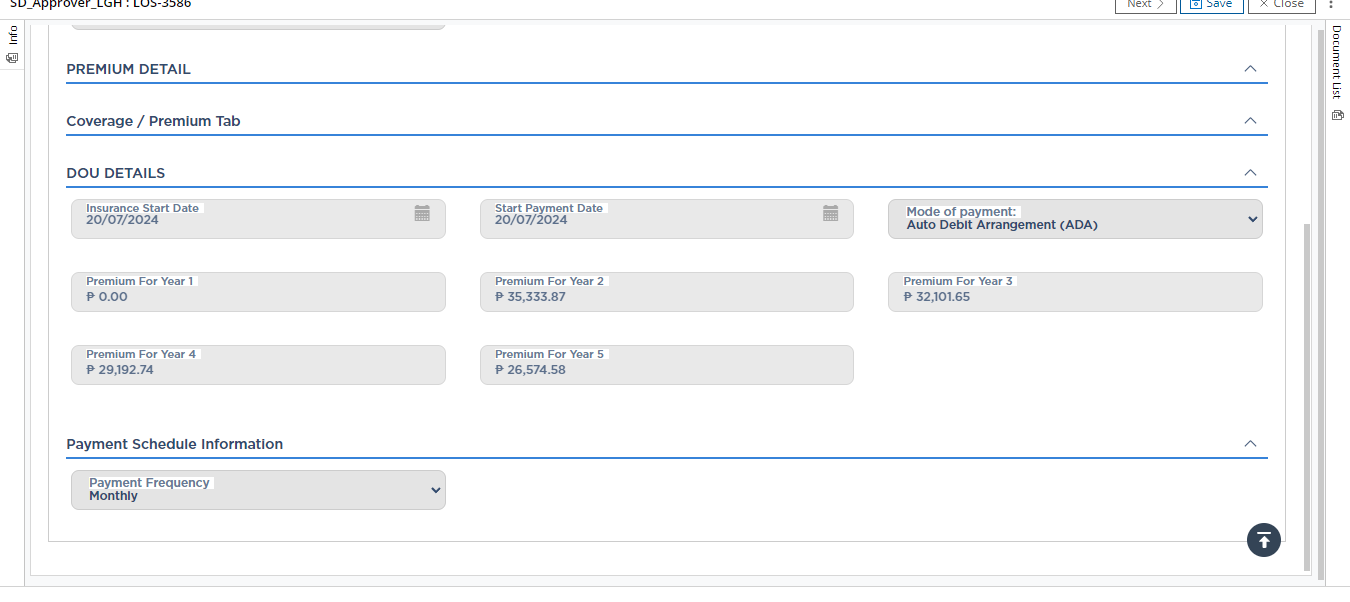 SD_Approver_LGH : LOS-3586
Next
Save
Close
Info
Document List
PREMIUM DETAIL
Coverage / Premium Tab
DOU DETAILS
Insurance Start Date
20/07/2024
Start Payment Date
20/07/2024
Mode of payment:
Auto Debit Arrangement (ADA)
Premium For Year 1
₱ 0.00
Premium For Year 2
₱ 35,333.87
Premium For Year 3
₱ 32,101.65
Premium For Year 4
₱ 29,192.74
Premium For Year 5
₱ 26,574.58
Payment Schedule Information
Payment Frequency
Monthly